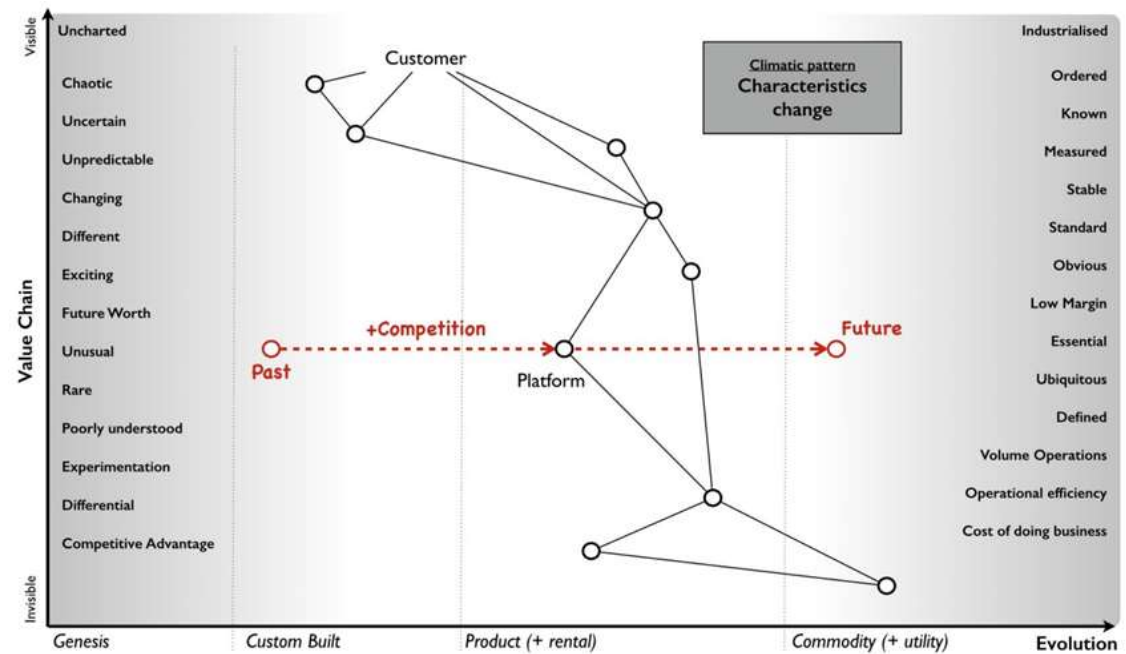 Visible
Uncharted
Chaotic
Uncertain
Unpredictable
Changing
Different
Exciting
Future Worth
Unusual
Rare
Poorly understood
Experimentation
Differential
Competitive Advantage
Value Chain
Invisible
Customer
Climatic pattern
Characteristics
change
+Competition
Past
Platform
Future
Industrialised
Ordered
Known
Measured
Stable
Standard
Obvious
Low Margin
Essential
Ubiquitous
Defined
Volume Operations
Operational efficiency
Cost of doing business
Genesis
Custom Built
Product (+ rental)
Commodity (+ utility)
Evolution